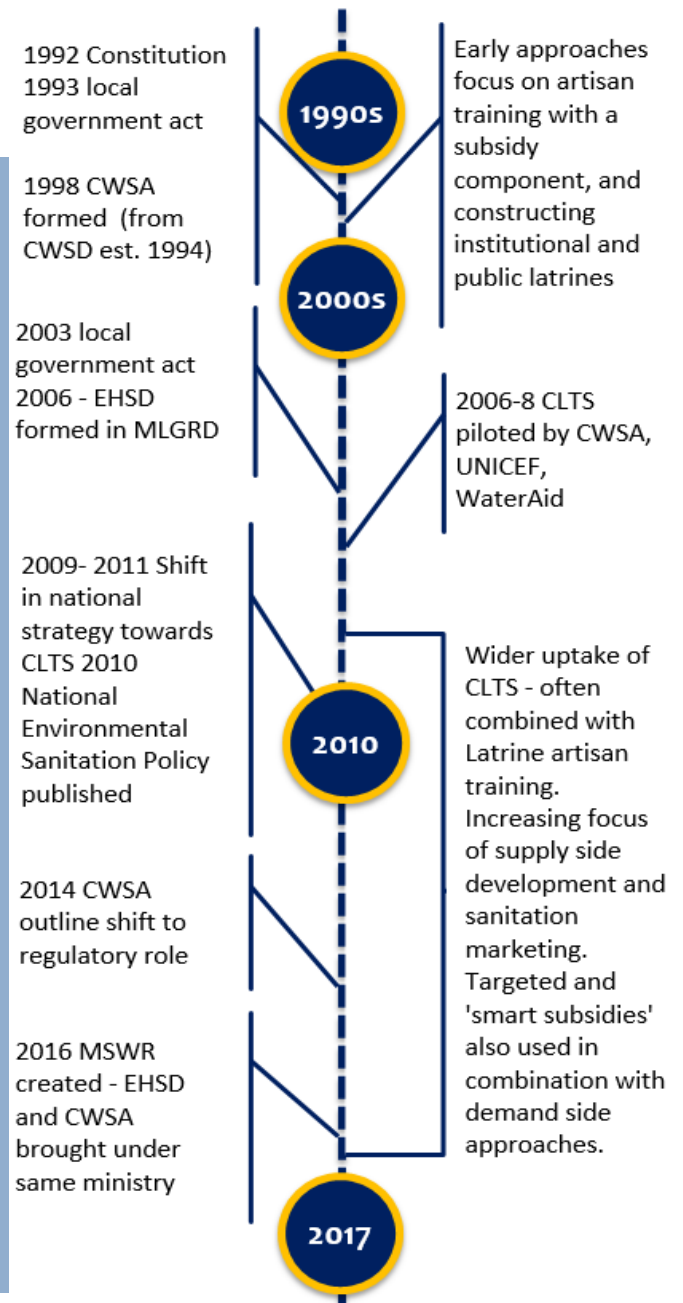 1992 Constitution
1993 local
government act
1998 CWSA
formed (from
CWSD est. 1994)
1990s
Early approaches
focus on artisan
training with a
subsidy
component, and
constructing
institutional and
public latrines
2000s
2003 local
government act
2006 - EHSD
formed in MLGRD
2006-8 CLTS
piloted by CWSA,
UNICEF,
WaterAid
2009- 2011 Shift
in national
strategy towards
CLTS 2010
National
Environmental
Sanitation Policy
published
2010
Wider uptake of
CLTS - often
combined with
Latrine artisan
training.
Increasing focus
of supply side
development and
sanitation
marketing.
Targeted and
'smart subsidies'
also used in
combination with
demand side
approaches.
2014 CWSA
outline shift to
regulatory role
2016 MSWR
created - EHSD
and CWSA
brought under
same ministry
2017